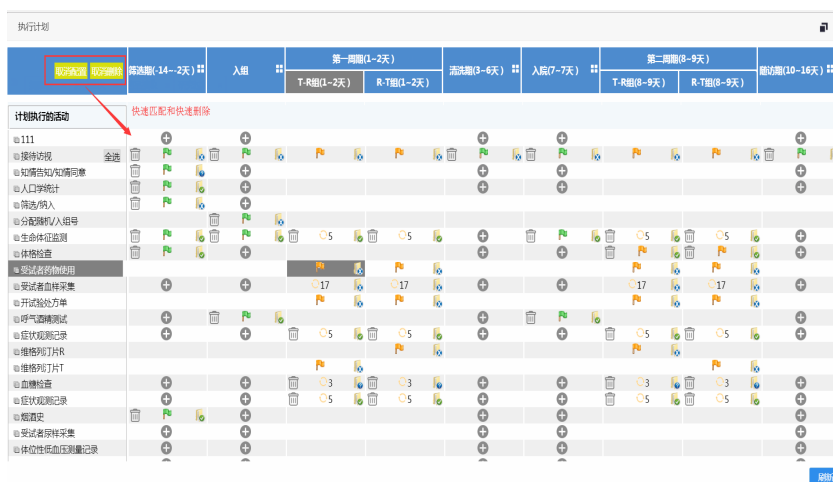 执行计划
取消配置 取消删除 筛选期(-14~-2天) 入组 第一周期(1~2天) 清洗期(3~6天) 入院(7~7天) 第二周期(8~9天) 随访期(10~16天)
T-R组(1~2天) R-T组(1~2天) T-R组(8~9天) R-T组(8~9天)
计划执行的活动 快速匹配和快速删除
111
接待访视 全选
知情告知/知情同意
人口学统计
筛选/纳入
分配随机/入组号
生命体征监测 5 5 5 5
体格检查
受试者药物使用
受试者血样采集 17 17 17 17
开试验处方单
呼气酒精测试
症状观测记录 5 5 5 5
维格列汀片R
维格列汀片T
血糖检查 3 3 3 3
症状观测记录 5 5 5 5
烟酒史
受试者尿样采集
体位性低血压测量记录
刷新